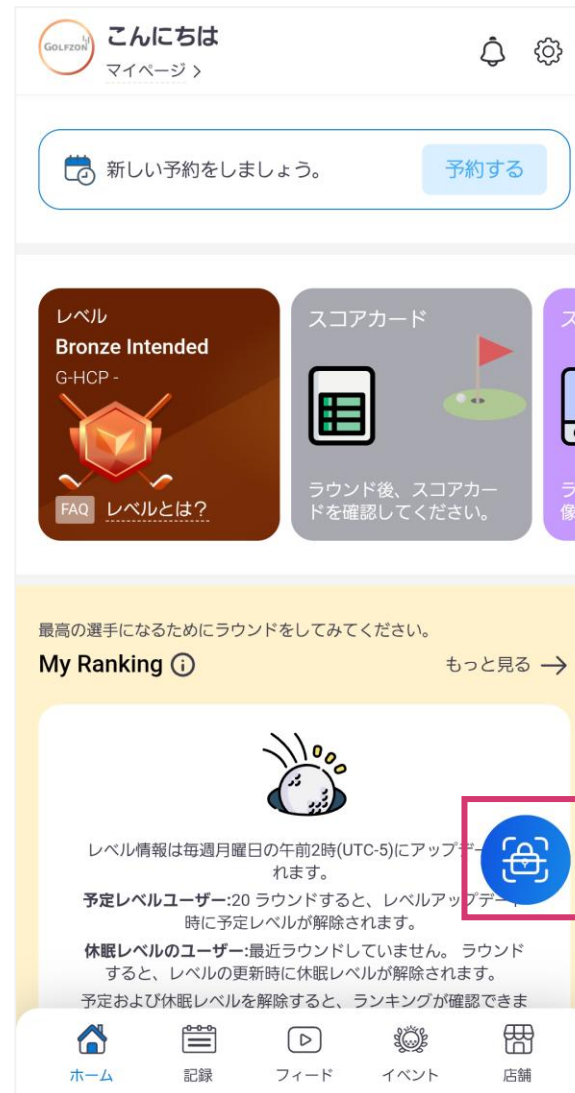 GOLFZON
こんにちは
マイページ >
新しい予約をしましょう。
予約する
レベル
Bronze Intended
G-HCP -
FAQ レベルとは?
スコアカード
ラウンド後、スコアカー
ドを確認してください。
ス
ラ
像
最高の選手になるためにラウンドをしてみてください。
My Ranking
もっと見る →
レベル情報は毎週月曜日の午前2時(UTC-5)にアップデー
れます。
予定レベルユーザー:20 ラウンドすると、レベルアップデート
時に予定レベルが解除されます。
休眠レベルのユーザー:最近ラウンドしていません。 ラウンド
すると、レベルの更新時に休眠レベルが解除されます。
予定および休眠レベルを解除すると、ランキングが確認できま
ホーム
記録
フィード
イベント
店舗